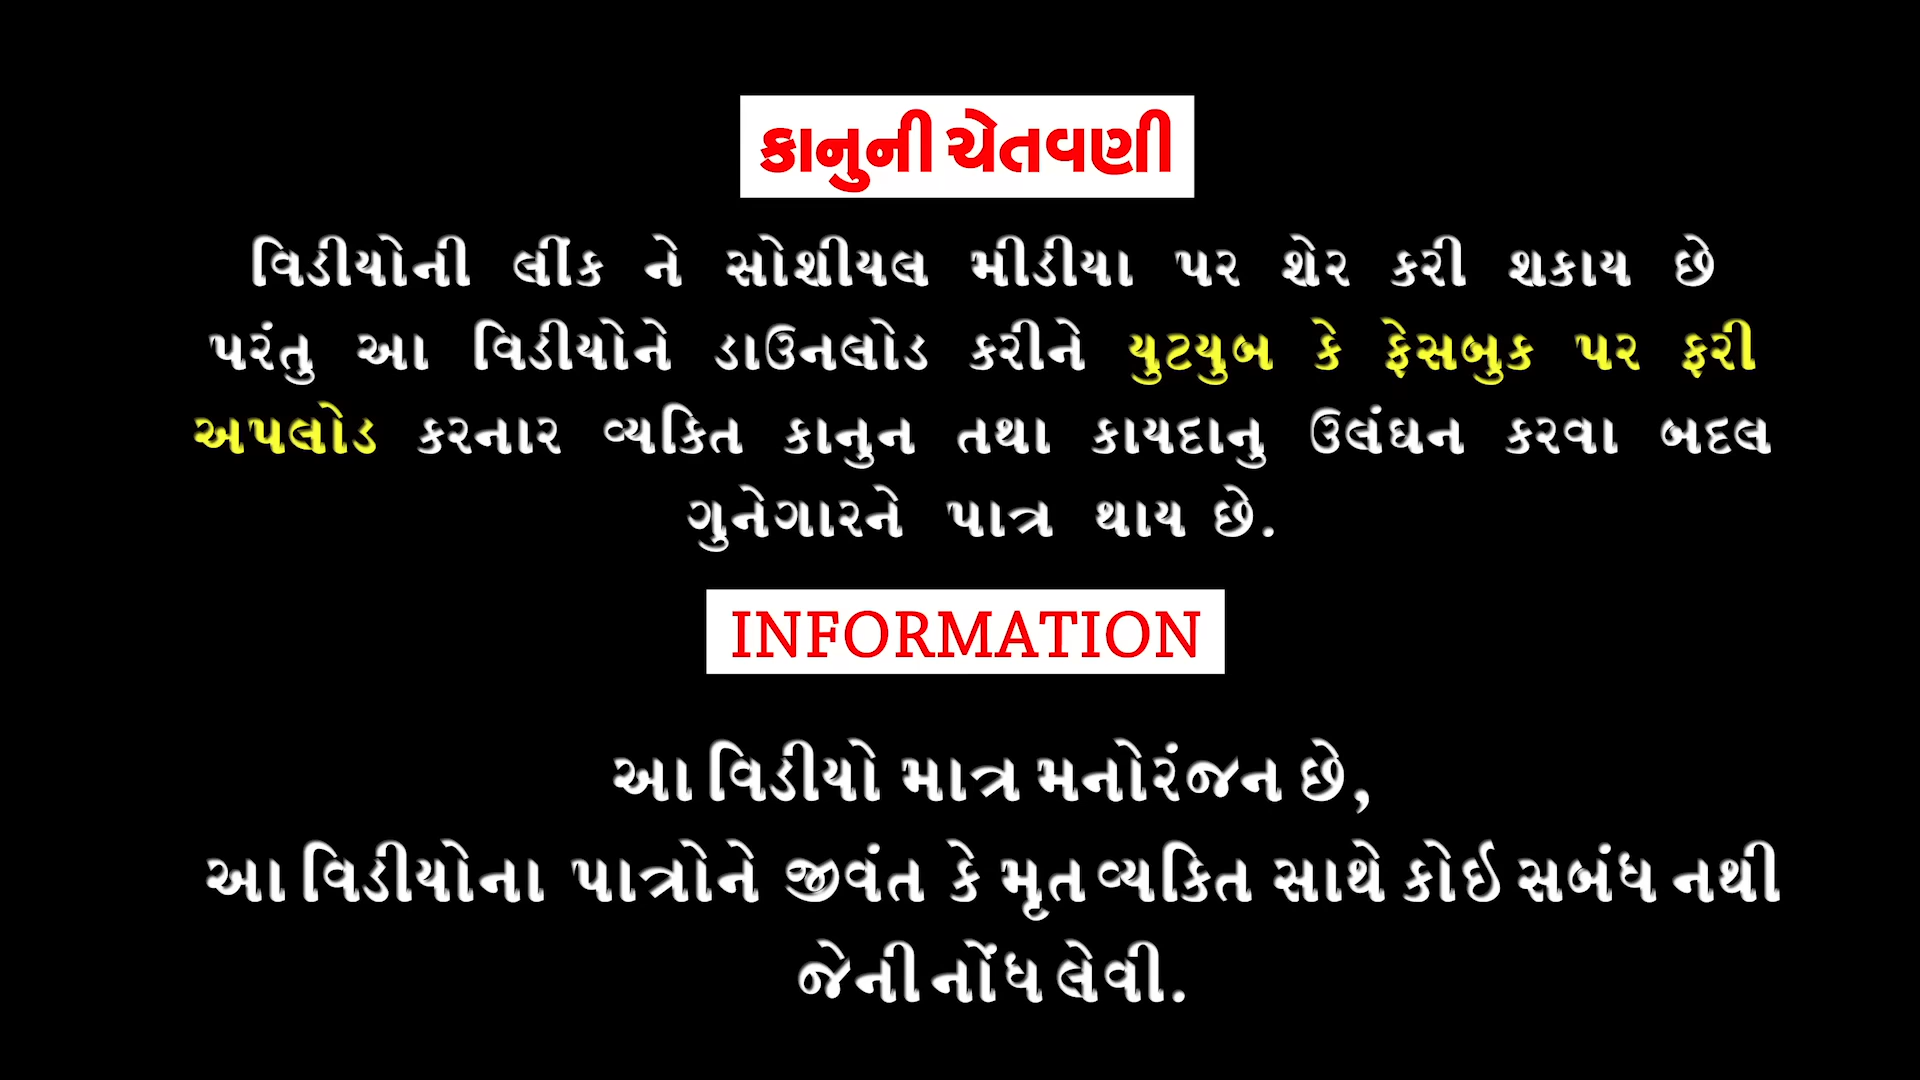 કાનુની ચેતવણી
વિડીયોની લીંક ને સોશીયલ મીડીયા પર શેર કરી શકાય છે
પરંતુ આ વિડીયોને ડાઉનલોડ કરીને યુટયુબ કે ફેસબુક પર ફરી
અપલોડ કરનાર વ્યકિત કાનુન તથા કાયદાનુ ઉલંઘન કરવા બદલ
ગુનેગારને પાત્ર થાય છે.
INFORMATION
આ વિડીયો માત્ર મનોરંજન છે,
આ વિડીયોના પાત્રોને જીવંત કે મૃત વ્યકિત સાથે કોઇ સબંધ નથી
જેની નોંધ લેવી.